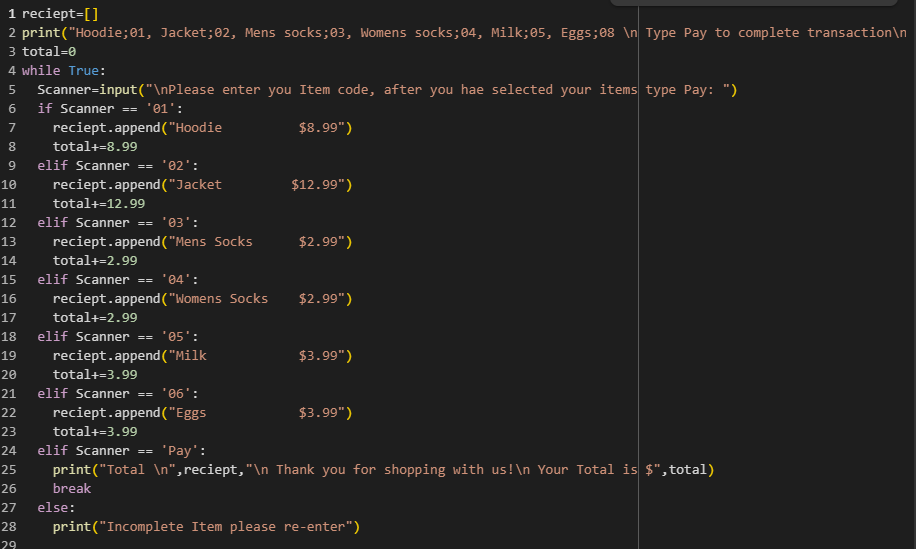 1 reciept=[]
2 print("Hoodie;01, Jacket;02, Mens socks;03, Womens socks;04, Milk;05, Eggs;08 \n Type Pay to complete transaction\n
3 total=0
4 while True:
5   Scanner=input("\nPlease enter you Item code, after you hae selected your items type Pay: ")
6   if Scanner == '01':
7     reciept.append("Hoodie          $8.99")
8     total+=8.99
9   elif Scanner == '02':
10     reciept.append("Jacket         $12.99")
11     total+=12.99
12   elif Scanner == '03':
13     reciept.append("Mens Socks      $2.99")
14     total+=2.99
15   elif Scanner == '04':
16     reciept.append("Womens Socks    $2.99")
17     total+=2.99
18   elif Scanner == '05':
19     reciept.append("Milk            $3.99")
20     total+=3.99
21   elif Scanner == '06':
22     reciept.append("Eggs            $3.99")
23     total+=3.99
24   elif Scanner == 'Pay':
25     print("Total \n",reciept,"\n Thank you for shopping with us!\n Your Total is $",total)
26     break
27   else:
28     print("Incomplete Item please re-enter")
29